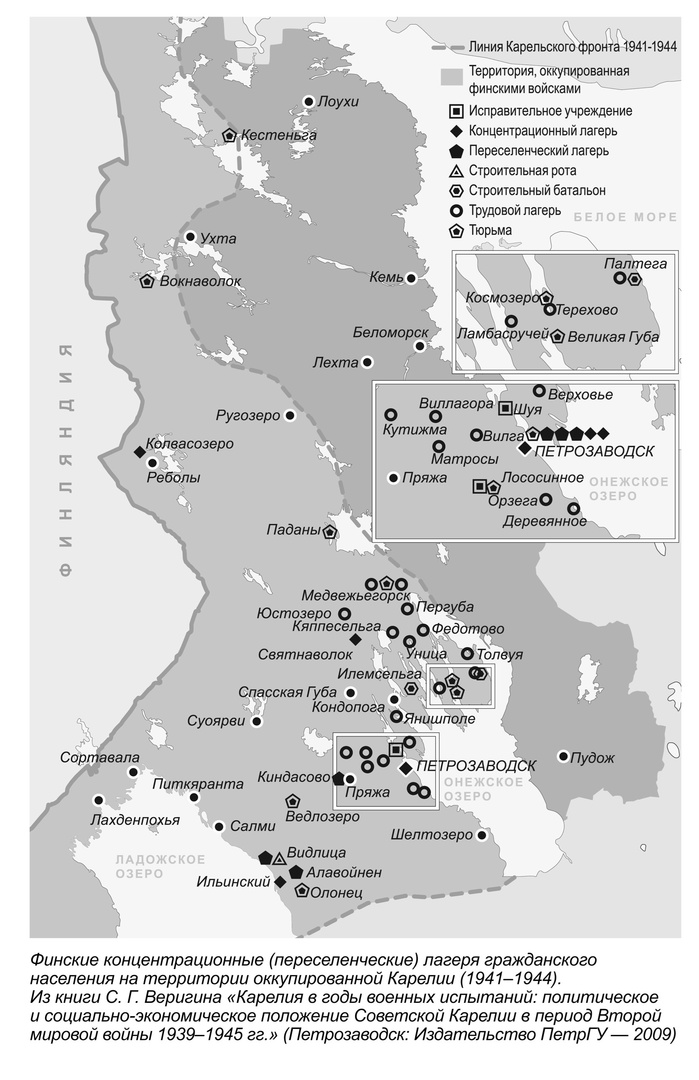 Линия Карельского фронта 1941-1944
Территория, оккупированная
финскими войсками
Исправительное учреждение
Концентрационный лагерь
Переселенческий лагерь
Строительная рота
Строительный батальон
Трудовой лагерь
Тюрьма
Лоухи
Кестеньга
БЕЛОЕ МОРЕ
Ухта
Вокнаволок
Кемь
Палтега
Космозеро
Терехово
Ламбасручей
Великая Губа
Беломорск
Лехта
ФИНЛЯНДИЯ
Ругозеро
Колвасозеро
Реболы
Верховье
Виллагора
Шуя
Кутижма
Вилга
ПЕТРОЗАВОДСК
Матросы
Пряжа
Лососинное
ОНЕЖСКОЕ
ОЗЕРО
Орзега
Деревянное
Паданы
Медвежьегорск
Пергуба
Юстозеро
Кяппесельга
Федотово
Святнаволок
Уница
Толвуя
Илемсельга
Спасская Губа
Кондопога
Суоярви
Янишполе
Сортавала
ПЕТРОЗАВОДСК
Пудож
Киндасово
Пряжа
ОНЕЖСКОЕ
ОЗЕРО
Питкяранта
Ведлозеро
Лахденпохья
Салми
Шелтозеро
ЛАДОЖСКОЕ
ОЗЕРО
Видлица
Алавойнен
Ильинский
Олонец
Финские концентрационные (переселенческие) лагеря гражданского
населения на территории оккупированной Карелии (1941–1944).
Из книги С. Г. Веригина «Карелия в годы военных испытаний: политическое
и социально-экономическое положение Советской Карелии в период Второй
мировой войны 1939–1945 гг.» (Петрозаводск: Издательство ПетрГУ — 2009)